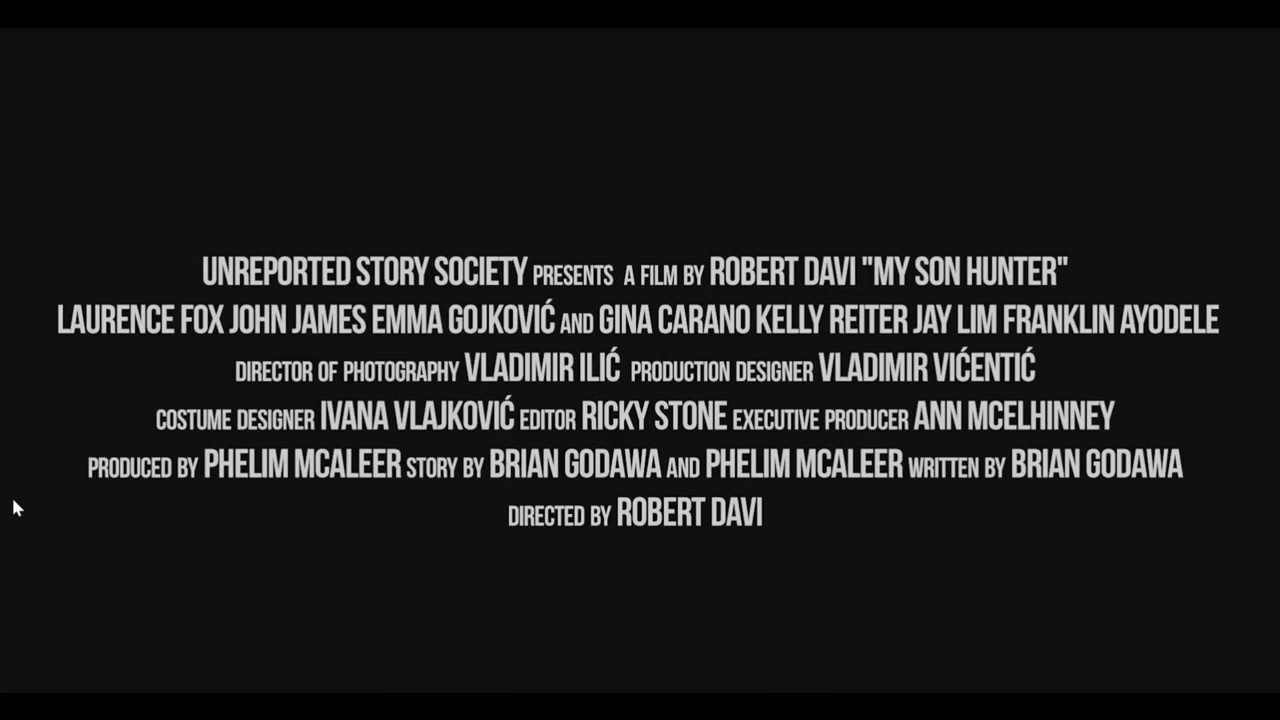 UNREPORTED STORY SOCIETY PRESENTS A FILM BY ROBERT DAVI "MY SON HUNTER"
LAURENCE FOX JOHN JAMES EMMA GOJKOVIĆ AND GINA CARANO KELLY REITER JAY LIM FRANKLIN AYODELE
DIRECTOR OF PHOTOGRAPHY VLADIMIR ILIĆ PRODUCTION DESIGNER VLADIMIR VIĆENTIĆ
COSTUME DESIGNER IVANA VLAJKOVIĆ EDITOR RICKY STONE EXECUTIVE PRODUCER ANN MCELHINNEY
PRODUCED BY PHELIM MCALEER STORY BY BRIAN GODAWA AND PHELIM MCALEER WRITTEN BY BRIAN GODAWA
DIRECTED BY ROBERT DAVI